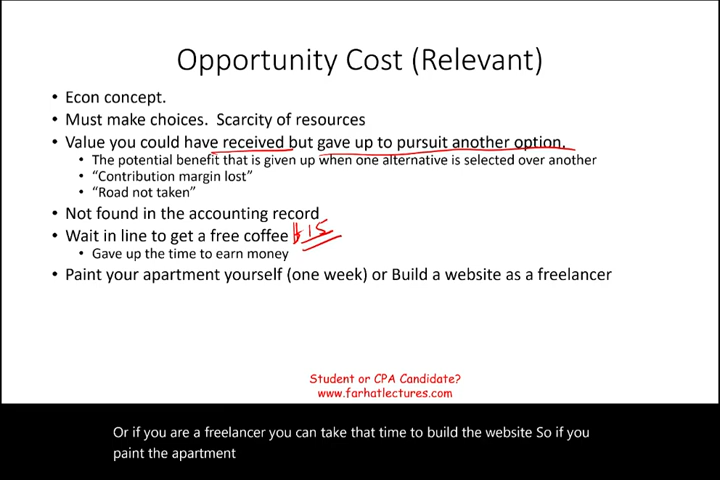 Opportunity Cost (Relevant)
• Econ concept.
• Must make choices. Scarcity of resources
• Value you could have received but gave up to pursuit another option.
• The potential benefit that is given up when one alternative is selected over another
• “Contribution margin lost”
• “Road not taken”
• Not found in the accounting record
• Wait in line to get a free coffee $15
• Gave up the time to earn money
• Paint your apartment yourself (one week) or Build a website as a freelancer
Student or CPA Candidate?
www.farhatlectures.com
Or if you are a freelancer you can take that time to build the website So if you
paint the apartment